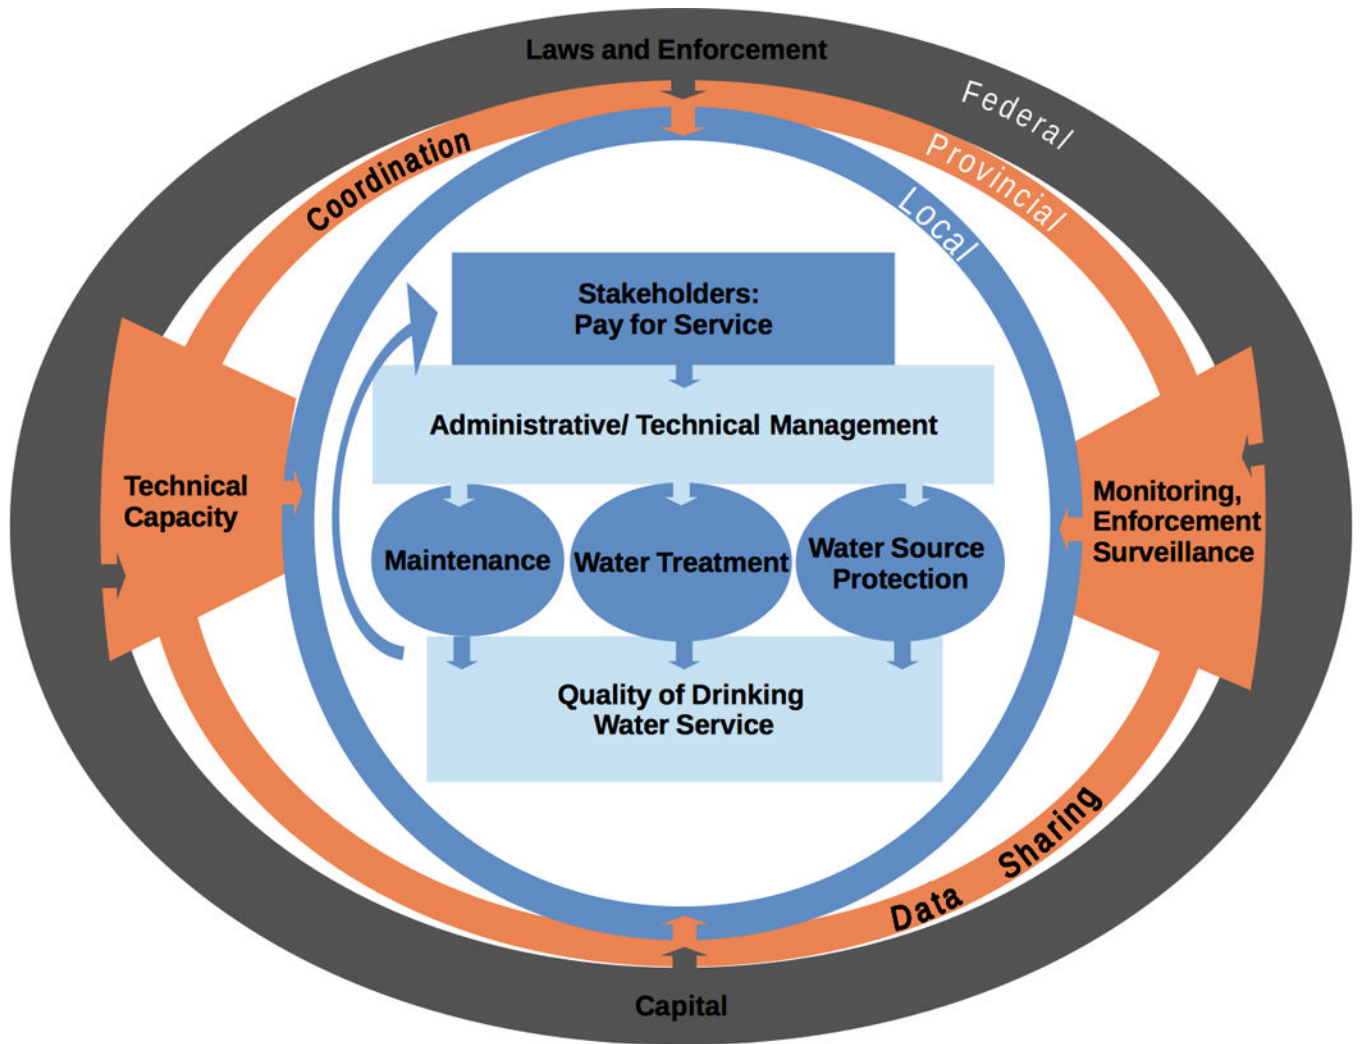 Laws and Enforcement
Federal
Provincial
Local
Coordination
Stakeholders:
Pay for Service
Administrative/ Technical Management
Technical
Capacity
Monitoring,
Enforcement
Surveillance
Maintenance
Water Treatment
Water Source
Protection
Quality of Drinking
Water Service
Data Sharing
Capital